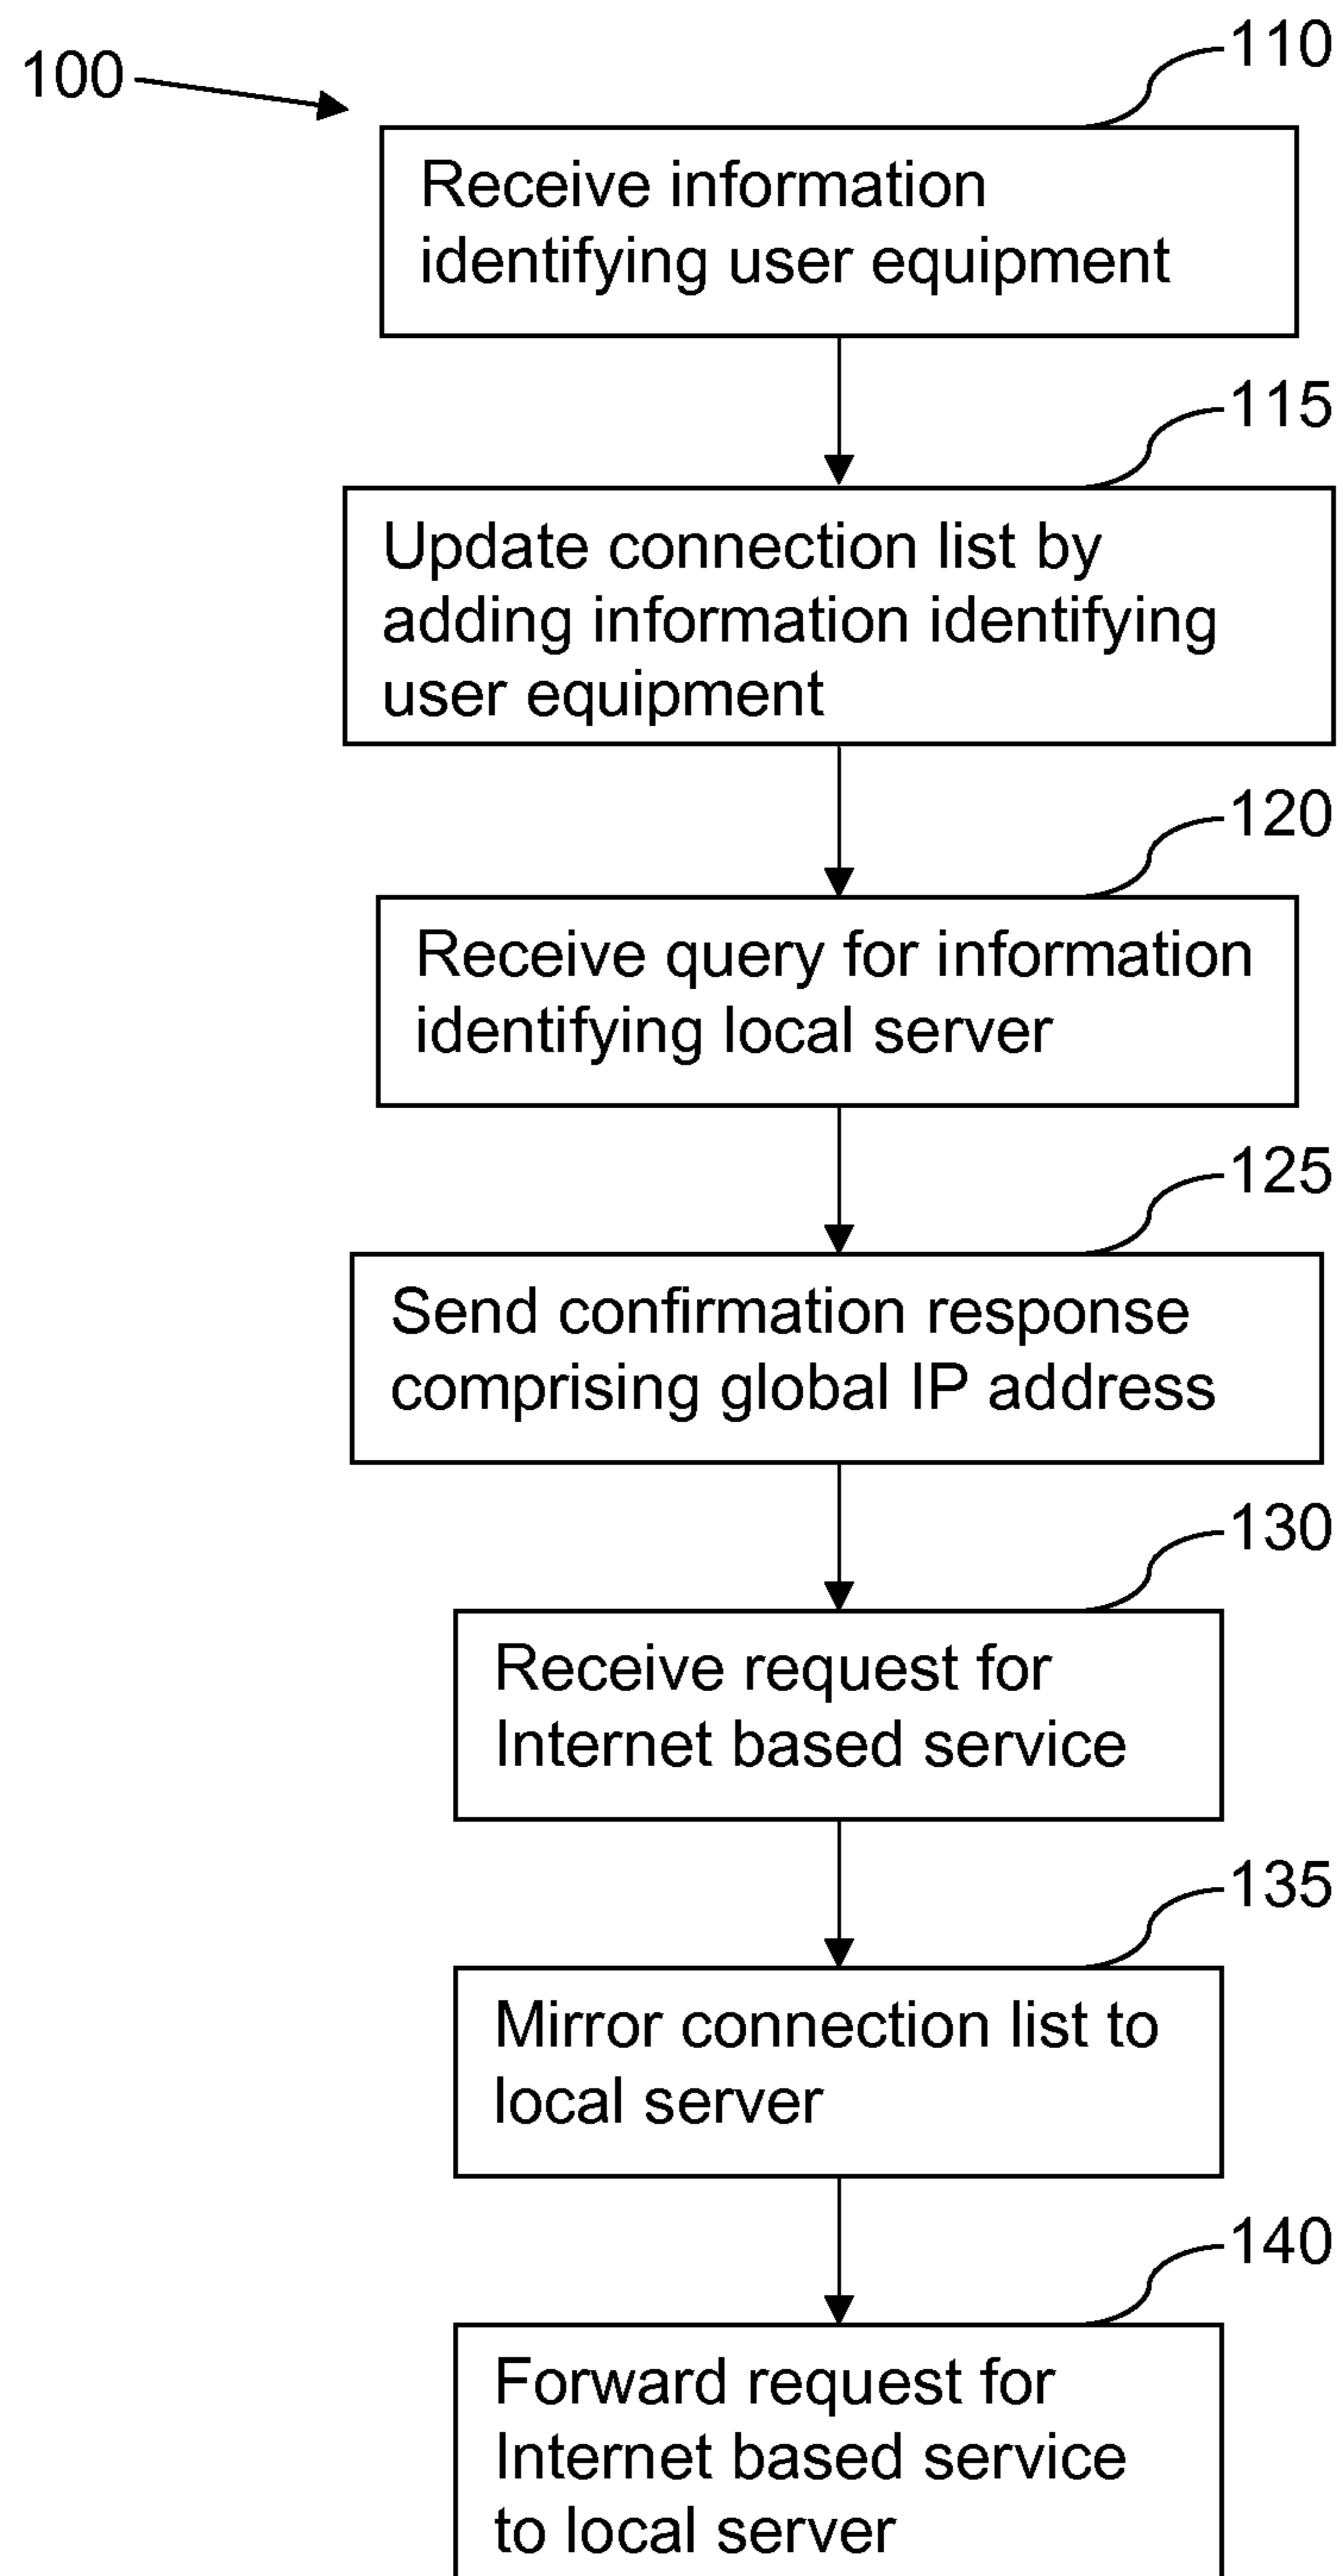 100
110
Receive information
identifying user equipment
115
Update connection list by
adding information identifying
user equipment
120
Receive query for information
identifying local server
125
Send confirmation response
comprising global IP address
130
Receive request for
Internet based service
135
Mirror connection list to
local server
140
Forward request for
Internet based service
to local server